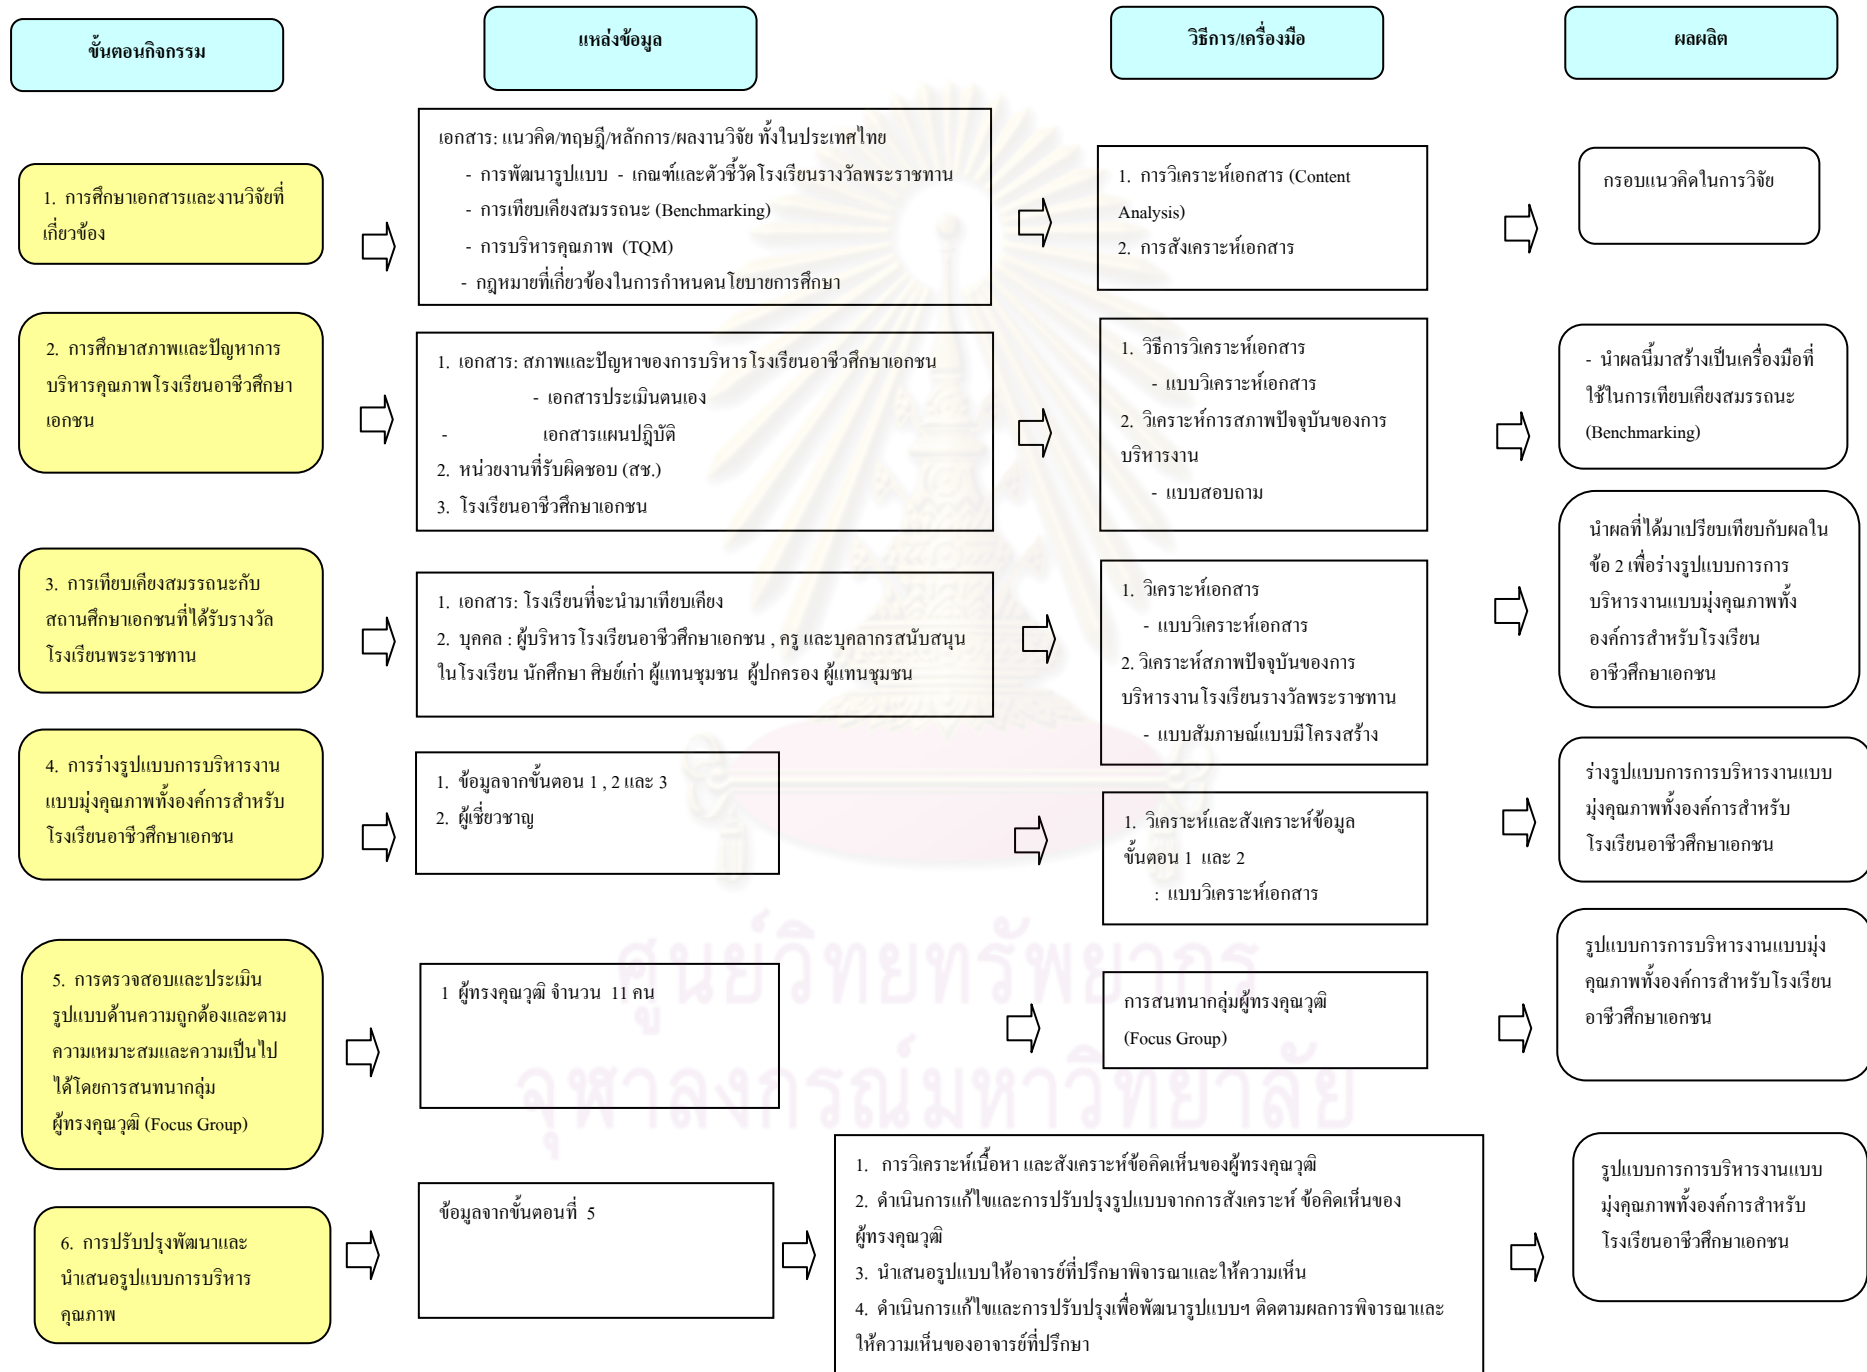 ขั้นตอนกิจกรรม
แหล่งข้อมูล
วิธีการ/เครื่องมือ
ผลผลิต
1. การศึกษาเอกสารและงานวิจัยที่
เกี่ยวข้อง
เอกสาร: แนวคิด/ทฤษฎี/หลักการ/ผลงานวิจัย ทั้งในประเทศไทย
- การพัฒนารูปแบบ - เกณฑ์และตัวชี้วัดโรงเรียนรางวัลพระราชทาน
- การเทียบเคียงสมรรถนะ (Benchmarking)
- การบริหารคุณภาพ (TQM)
- กฎหมายที่เกี่ยวข้องในการกำหนดนโยบายการศึกษา
1. การวิเคราะห์เอกสาร (Content
Analysis)
2. การสังเคราะห์เอกสาร
กรอบแนวคิดในการวิจัย
2. การศึกษาสภาพและปัญหาการ
บริหารคุณภาพโรงเรียนอาชีวศึกษา
เอกชน
1. เอกสาร: สภาพและปัญหาของการบริหารโรงเรียนอาชีวศึกษาเอกชน
- เอกสารประเมินตนเอง
- เอกสารแผนปฎิบัติ
2. หน่วยงานที่รับผิดชอบ (สช.)
3. โรงเรียนอาชีวศึกษาเอกชน
1. วิธีการวิเคราะห์เอกสาร
- แบบวิเคราะห์เอกสาร
2. วิเคราะห์การสภาพปัจจุบันของการ
บริหารงาน
- แบบสอบถาม
- นำผลนี้มาสร้างเป็นเครื่องมือที่
ใช้ในการเทียบเคียงสมรรถนะ
(Benchmarking)
3. การเทียบเคียงสมรรถนะกับ
สถานศึกษาเอกชนที่ได้รับรางวัล
โรงเรียนพระราชทาน
1. เอกสาร: โรงเรียนที่จะนำมาเทียบเคียง
2. บุคคล : ผู้บริหารโรงเรียนอาชีวศึกษาเอกชน , ครู และบุคลากรสนับสนุน
ในโรงเรียน นักศึกษา ศิษย์เก่า ผู้แทนชุมชน ผู้ปกครอง ผู้แทนชุมชน
1. วิเคราะห์เอกสาร
- แบบวิเคราะห์เอกสาร
2. วิเคราะห์สภาพปัจจุบันของการ
บริหารงานโรงเรียนรางวัลพระราชทาน
- แบบสัมภาษณ์แบบมีโครงสร้าง
นำผลที่ได้มาเปรียบเทียบกับผลใน
ข้อ 2 เพื่อร่างรูปแบบการการ
บริหารงานแบบมุ่งคุณภาพทั้ง
องค์การสำหรับโรงเรียน
อาชีวศึกษาเอกชน
4. การร่างรูปแบบการบริหารงาน
แบบมุ่งคุณภาพทั้งองค์การสำหรับ
โรงเรียนอาชีวศึกษาเอกชน
1. ข้อมูลจากขั้นตอน 1 , 2 และ 3
2. ผู้เชี่ยวชาญ
1. วิเคราะห์และสังเคราะห์ข้อมูล
ขั้นตอน 1 และ 2
: แบบวิเคราะห์เอกสาร
ร่างรูปแบบการการบริหารงานแบบ
มุ่งคุณภาพทั้งองค์การสำหรับ
โรงเรียนอาชีวศึกษาเอกชน
5. การตรวจสอบและประเมิน
รูปแบบด้านความถูกต้องและตาม
ความเหมาะสมและความเป็นไป
ได้โดยการสนทนากลุ่ม
ผู้ทรงคุณวุฒิ (Focus Group)
1 ผู้ทรงคุณวุฒิ จำนวน 11 คน
การสนทนากลุ่มผู้ทรงคุณวุฒิ
(Focus Group)
รูปแบบการการบริหารงานแบบมุ่ง
คุณภาพทั้งองค์การสำหรับโรงเรียน
อาชีวศึกษาเอกชน
6. การปรับปรุงพัฒนาและ
นำเสนอรูปแบบการบริหาร
คุณภาพ
ข้อมูลจากขั้นตอนที่ 5
1. การวิเคราะห์เนื้อหา และสังเคราะห์ข้อคิดเห็นของผู้ทรงคุณวุฒิ
2. ดำเนินการแก้ไขและการปรับปรุงรูปแบบจากการสังเคราะห์ ข้อคิดเห็นของ
ผู้ทรงคุณวุฒิ
3. นำเสนอรูปแบบให้อาจารย์ที่ปรึกษาพิจารณาและให้ความเห็น
4. ดำเนินการแก้ไขและการปรับปรุงเพื่อพัฒนารูปแบบฯ ติดตามผลการพิจารณาและ
ให้ความเห็นของอาจารย์ที่ปรึกษา
รูปแบบการการบริหารงานแบบ
มุ่งคุณภาพทั้งองค์การสำหรับ
โรงเรียนอาชีวศึกษาเอกชน
ศูนย์วิทยทรัพยากร
จุฬาลงกรณ์มหาวิทยาลัย